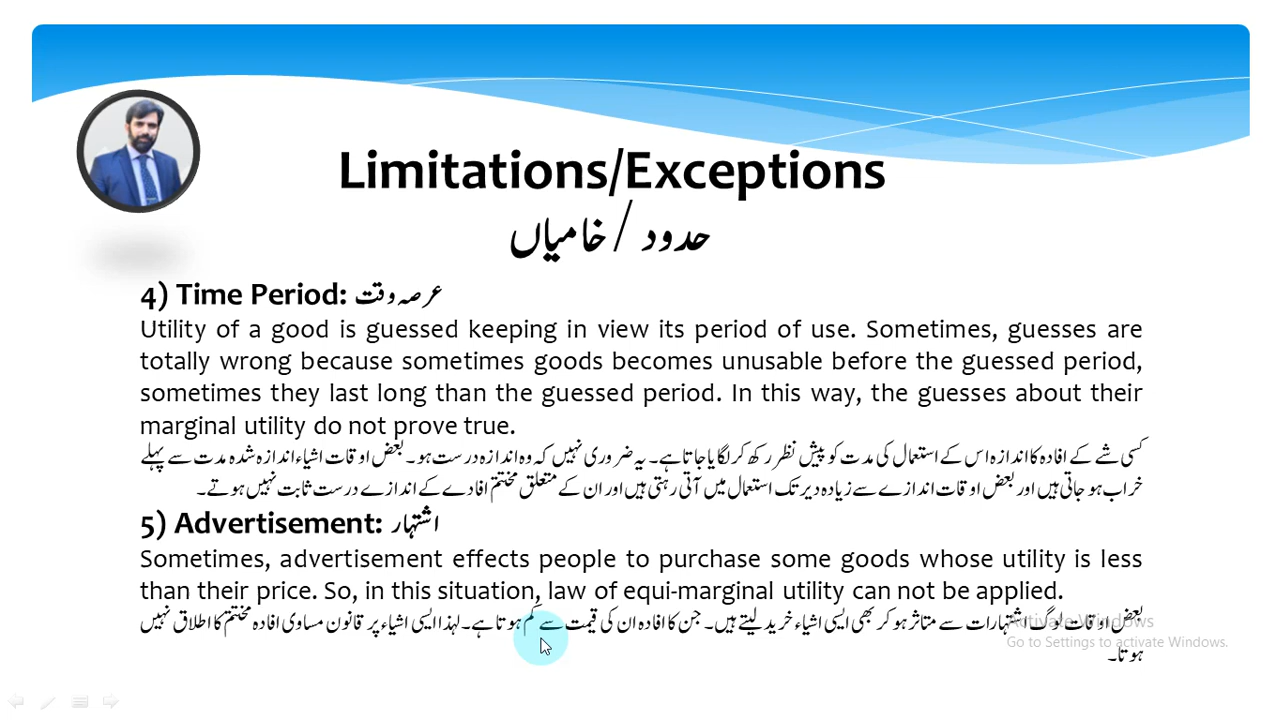 Limitations/Exceptions
حدود / خامیاں
4) Time Period: عرصہ وقت
Utility of a good is guessed keeping in view its period of use. Sometimes, guesses are
totally wrong because sometimes goods becomes unusable before the guessed period,
sometimes they last long than the guessed period. In this way, the guesses about their
marginal utility do not prove true.
کسی شے کے افادہ کا اندازہ اس کے استعمال کی مدت کو پیش نظر رکھ کر لگایا جاتا ہے۔ یہ ضروری نہیں کہ وہ اندازہ درست ہو۔ بعض اوقات اشیاء اندازہ شدہ مدت سے پہلے
خراب ہو جاتی ہیں اور بعض اوقات اندازے سے زیادہ دیر تک استعمال میں آتی رہتی ہیں اور ان کے متعلق مختتم افادے کے اندازے درست ثابت نہیں ہوتے۔
5) Advertisement: اشتہار
Sometimes, advertisement effects people to purchase some goods whose utility is less
than their price. So, in this situation, law of equi-marginal utility can not be applied.
بعض اوقات لوگ اشتہارات سے متاثر ہو کر بھی ایسی اشیاء خرید لیتے ہیں۔ جن کا افادہ ان کی قیمت سے کم ہوتا ہے۔ لہذا ایسی اشیاء پر قانون مساوی افادہ مختتم کا اطلاق نہیں
ہوتا۔
Activate Windows
Go to Settings to activate Windows.